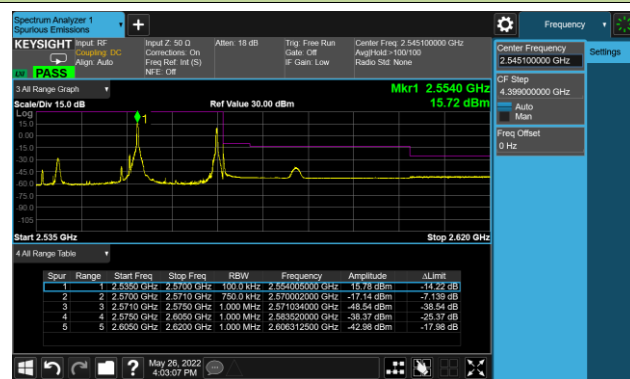 Spectrum Analyzer 1
Spurious Emissions
Frequency
KEYSIGHT
Input: RF
Coupling: DC
Align: Auto
Input Z: 50 Ω
Corrections: On
Freq Ref: Int (S)
NFE: Off
Atten: 18 dB
Trig: Free Run
Gate: Off
IF Gain: Low
Center Freq: 2.545100000 GHz
Avg|Hold:>100/100
Radio Std: None
PASS
Center Frequency
2.545100000 GHz
Settings
CF Step
4.399000000 GHz
Auto
Man
Freq Offset
0 Hz
3 All Range Graph
Mkr1 2.5540 GHz
15.72 dBm
Scale/Div 15.0 dB
Ref Value 30.00 dBm
Log
15.0
0.00
-15.0
-30.0
-45.0
-60.0
-75.0
-90.0
-105
1
Start 2.535 GHz
Stop 2.620 GHz
4 All Range Table
Spur Range Start Freq Stop Freq RBW Frequency Amplitude ΔLimit
1 1 2.5350 GHz 2.5700 GHz 100.0 kHz 2.554005000 GHz 15.78 dBm -14.22 dB
2 2 2.5700 GHz 2.5710 GHz 750.0 kHz 2.570002000 GHz -17.14 dBm -7.139 dB
3 3 2.5710 GHz 2.5750 GHz 1.000 MHz 2.571034000 GHz -48.54 dBm -38.54 dB
4 4 2.5750 GHz 2.6050 GHz 1.000 MHz 2.583520000 GHz -38.37 dBm -25.37 dB
5 5 2.6050 GHz 2.6200 GHz 1.000 MHz 2.606312500 GHz -42.98 dBm -17.98 dB
?
May 26, 2022
4:03:07 PM